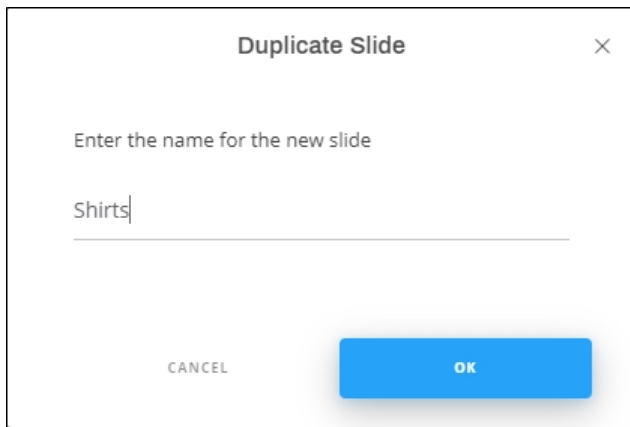 Duplicate Slide
Enter the name for the new slide
Shirts
CANCEL
OK